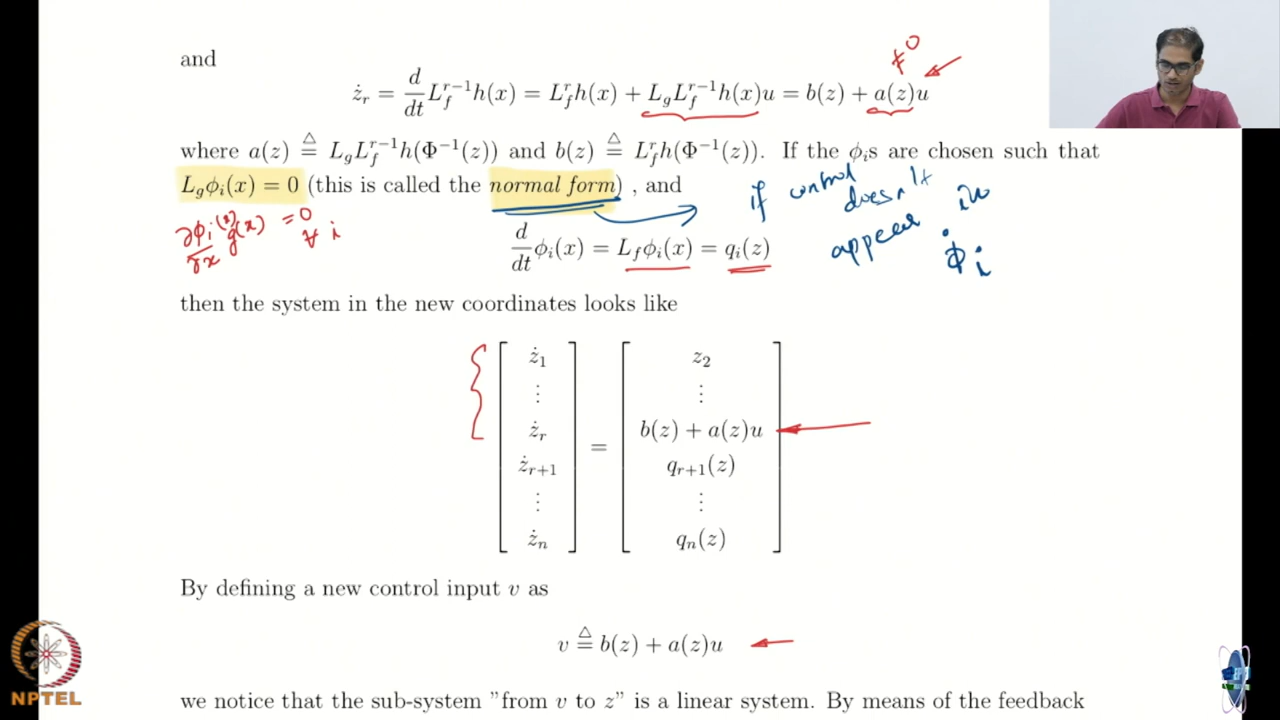 and
ż_r = d/dt L_f^{r−1}h(x) = L_f^r h(x) + L_g L_f^{r−1}h(x)u = b(z) + a(z)u
≠0
where a(z) ≜ L_g L_f^{r−1}h(Φ^{−1}(z)) and b(z) ≜ L_f^r h(Φ^{−1}(z)). If the ϕ_i s are chosen such that
L_g ϕ_i(x) = 0 (this is called the normal form) , and
∂ϕ_i(x)/∂x g(x) = 0 ∀ i
if control doesn't appear in ϕ̇_i
d/dt ϕ_i(x) = L_f ϕ_i(x) = q_i(z)
then the system in the new coordinates looks like
ż_1 z_2
⋮ ⋮
ż_r b(z) + a(z)u
=
ż_{r+1} q_{r+1}(z)
⋮ ⋮
ż_n q_n(z)
By defining a new control input v as
v ≜ b(z) + a(z)u
we notice that the sub-system "from v to z" is a linear system. By means of the feedback
NPTEL